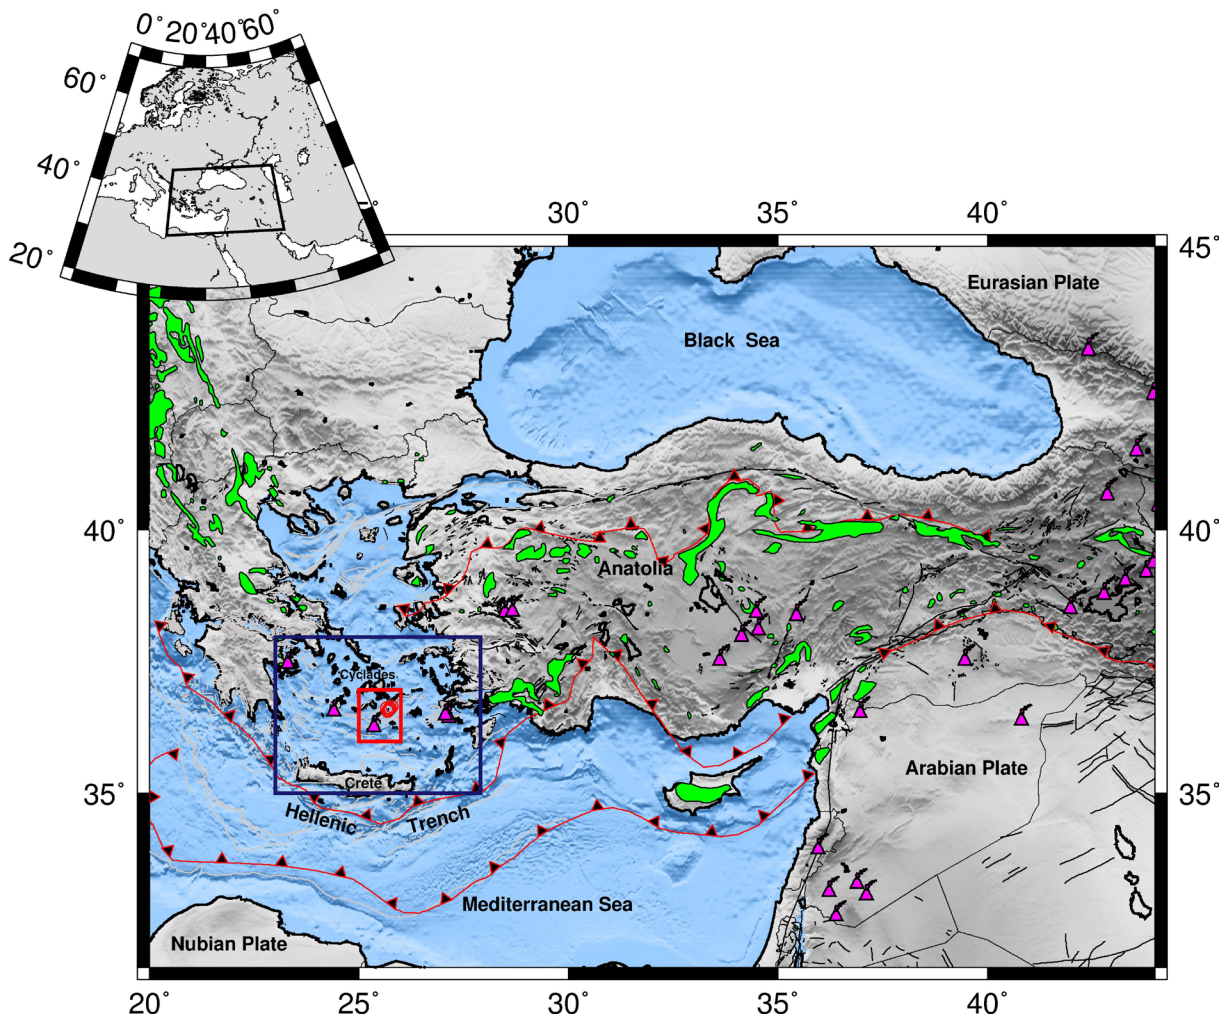 0° 20° 40° 60°
60°
40°
20°
30° 35° 40°
45°
Eurasian Plate
Black Sea
40°
40°
Anatolia
Cyclades
Arabian Plate
Crete
35°
35°
Hellenic Trench
Mediterranean Sea
Nubian Plate
20° 25° 30° 35° 40°